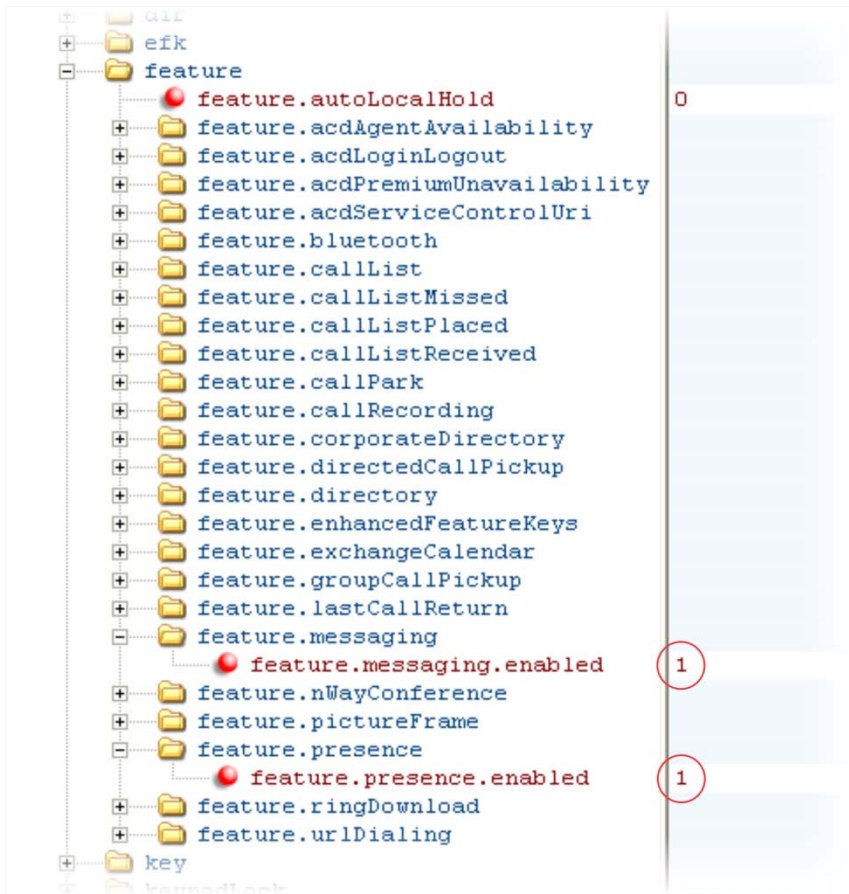 dir
efk
feature
feature.autoLocalHold 0
feature.acdAgentAvailability
feature.acdLoginLogout
feature.acdPremiumUnavailability
feature.acdServiceControlUri
feature.bluetooth
feature.callList
feature.callListMissed
feature.callListPlaced
feature.callListReceived
feature.callPark
feature.callRecording
feature.corporateDirectory
feature.directedCallPickup
feature.directory
feature.enhancedFeatureKeys
feature.exchangeCalendar
feature.groupCallPickup
feature.lastCallReturn
feature.messaging
feature.messaging.enabled 1
feature.nWayConference
feature.pictureFrame
feature.presence
feature.presence.enabled 1
feature.ringDownload
feature.urlDialing
key
keypadLock